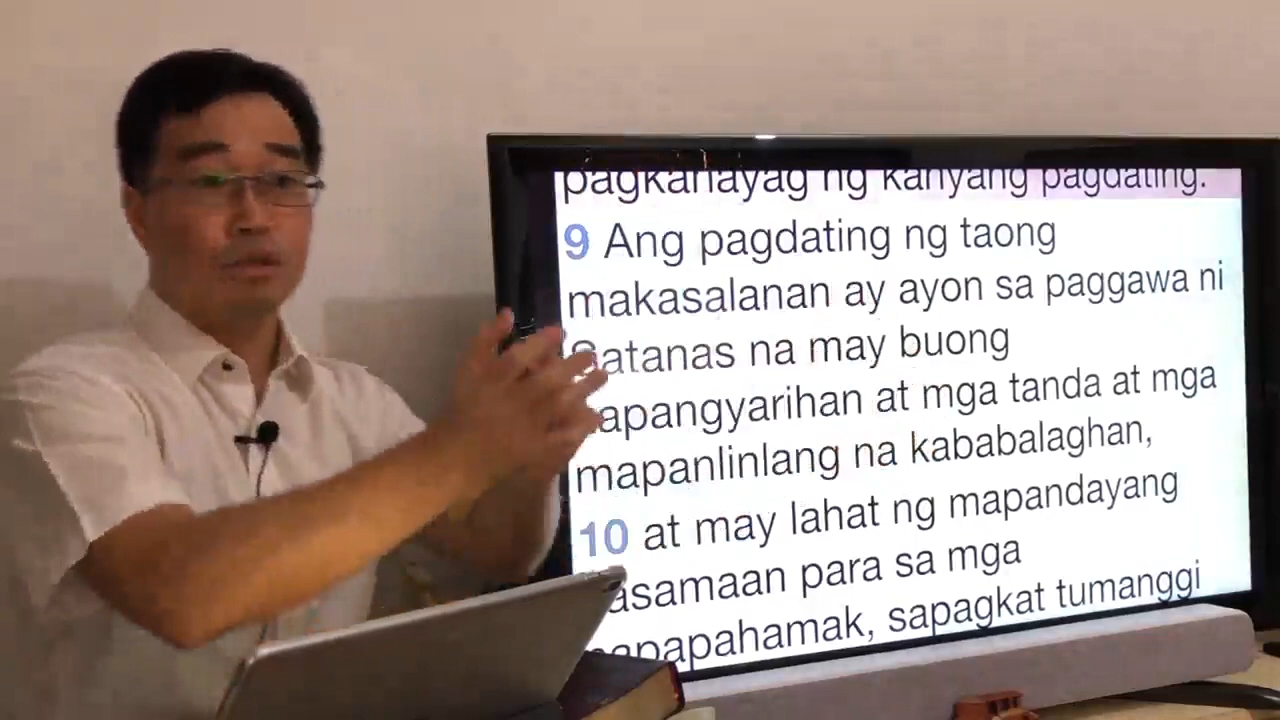 pagkahayag ng kanyang pagdating.
9 Ang pagdating ng taong
makasalanan ay ayon sa paggawa ni
Satanas na may buong
kapangyarihan at mga tanda at mga
mapanlinlang na kababalaghan,
10 at may lahat ng mapandayang
kasamaan para sa mga
mapapahamak, sapagkat tumanggi